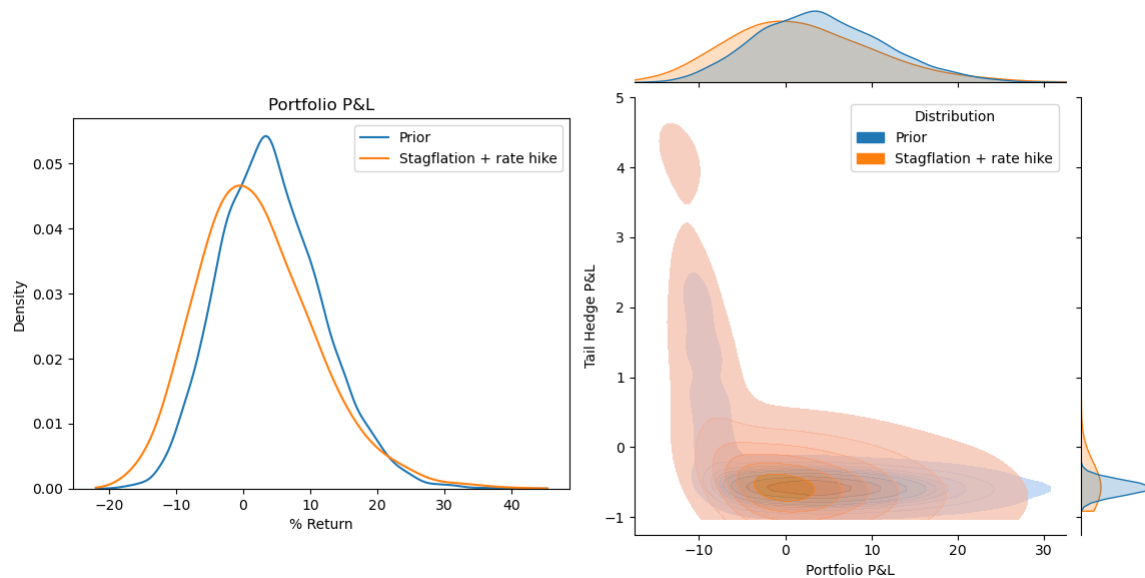 Portfolio P&L
Prior
Stagflation + rate hike
0.05
0.04
0.03
0.02
0.01
0.00
Density
−20
−10
0
10
20
30
40
% Return
Distribution
Prior
Stagflation + rate hike
5
4
3
2
1
0
−1
Tail Hedge P&L
−10
0
10
20
30
Portfolio P&L